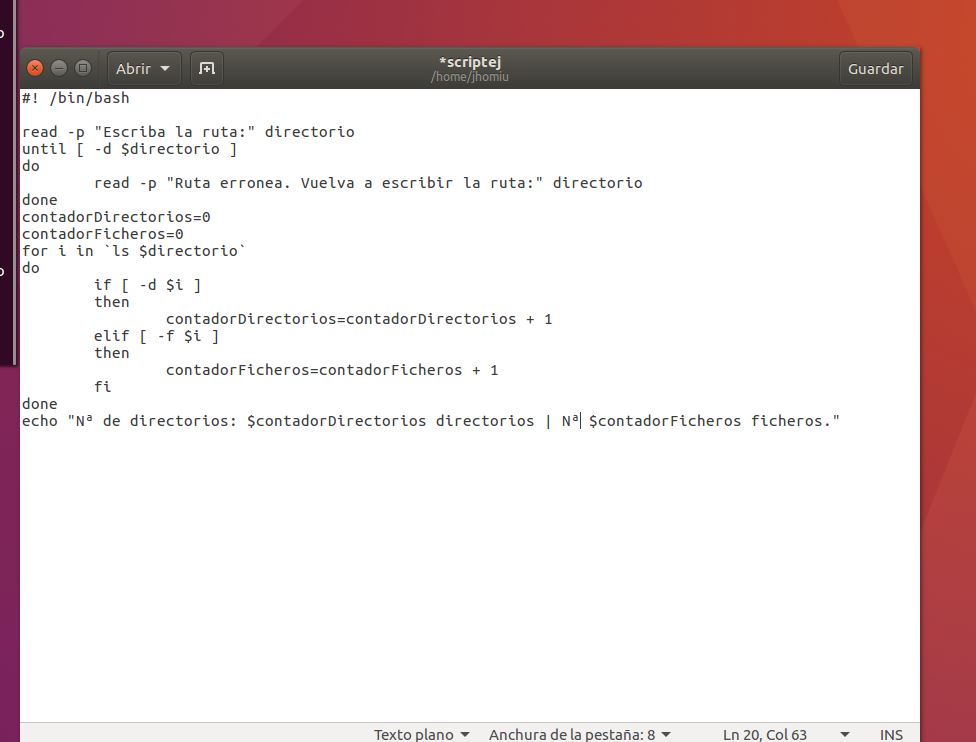 Abrir
*scriptej
/home/jhomiu
Guardar
#! /bin/bash
read -p "Escriba la ruta:" directorio
until [ -d $directorio ]
do
read -p "Ruta erronea. Vuelva a escribir la ruta:" directorio
done
contadorDirectorios=0
contadorFicheros=0
for i in `ls $directorio`
do
if [ -d $i ]
then
contadorDirectorios=contadorDirectorios + 1
elif [ -f $i ]
then
contadorFicheros=contadorFicheros + 1
fi
done
echo "Nª de directorios: $contadorDirectorios directorios | Nª $contadorFicheros ficheros."
Texto plano Anchura de la pestaña: 8 Ln 20, Col 63 INS